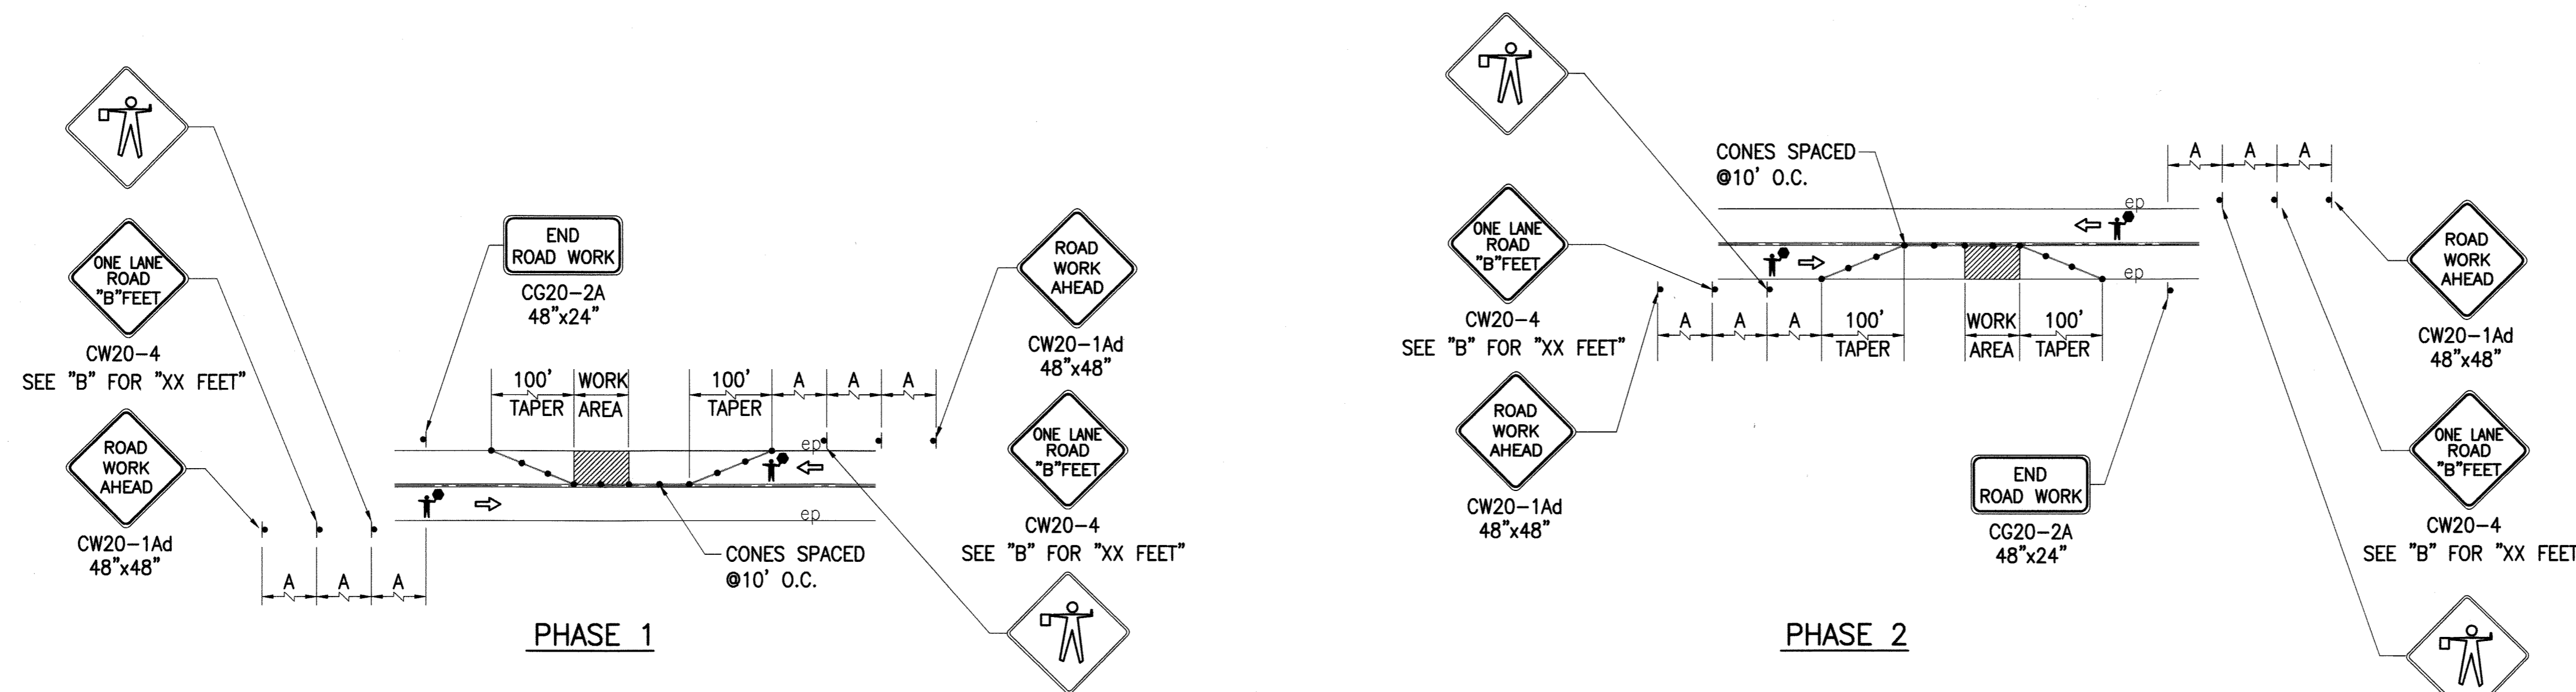 ONE LANE
ROAD
"B"FEET
CW20-4
SEE "B" FOR "XX FEET"
ROAD
WORK
AHEAD
CW20-1Ad
48"x48"
A A A
END
ROAD WORK
CG20-2A
48"x24"
100' WORK 100' A A A
TAPER AREA TAPER
ep
ep
CONES SPACED
@10' O.C.
ROAD
WORK
AHEAD
CW20-1Ad
48"x48"
ONE LANE
ROAD
"B"FEET
CW20-4
SEE "B" FOR "XX FEET"
PHASE 1
ONE LANE
ROAD
"B"FEET
CW20-4
SEE "B" FOR "XX FEET"
ROAD
WORK
AHEAD
CW20-1Ad
48"x48"
CONES SPACED
@10' O.C.
A A A
ep
ep
A A A 100' WORK 100'
TAPER AREA TAPER
END
ROAD WORK
CG20-2A
48"x24"
ROAD
WORK
AHEAD
CW20-1Ad
48"x48"
ONE LANE
ROAD
"B"FEET
CW20-4
SEE "B" FOR "XX FEET
PHASE 2